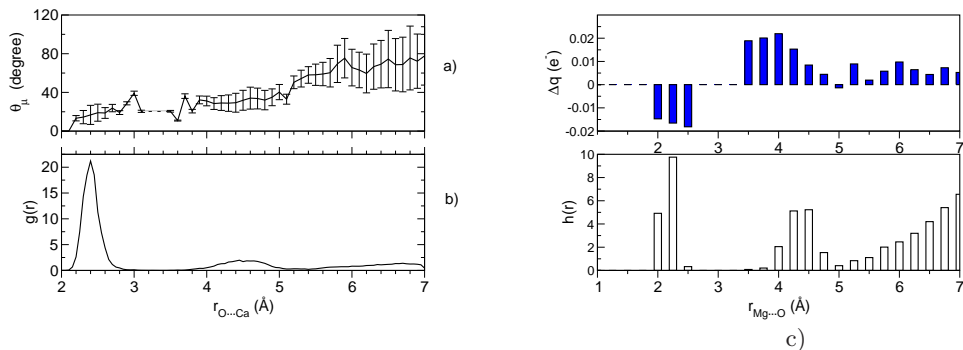 120
80
40
0
θμ (degree)
a)
20
15
10
5
0
g(r)
b)
2 3 4 5 6 7
rO···Ca (Å)
0.02
0.01
0
-0.01
-0.02
Δq (e-)
2 3 4 5 6 7
10
8
6
4
2
0
h(r)
1 2 3 4 5 6 7
rMg···O (Å)
c)